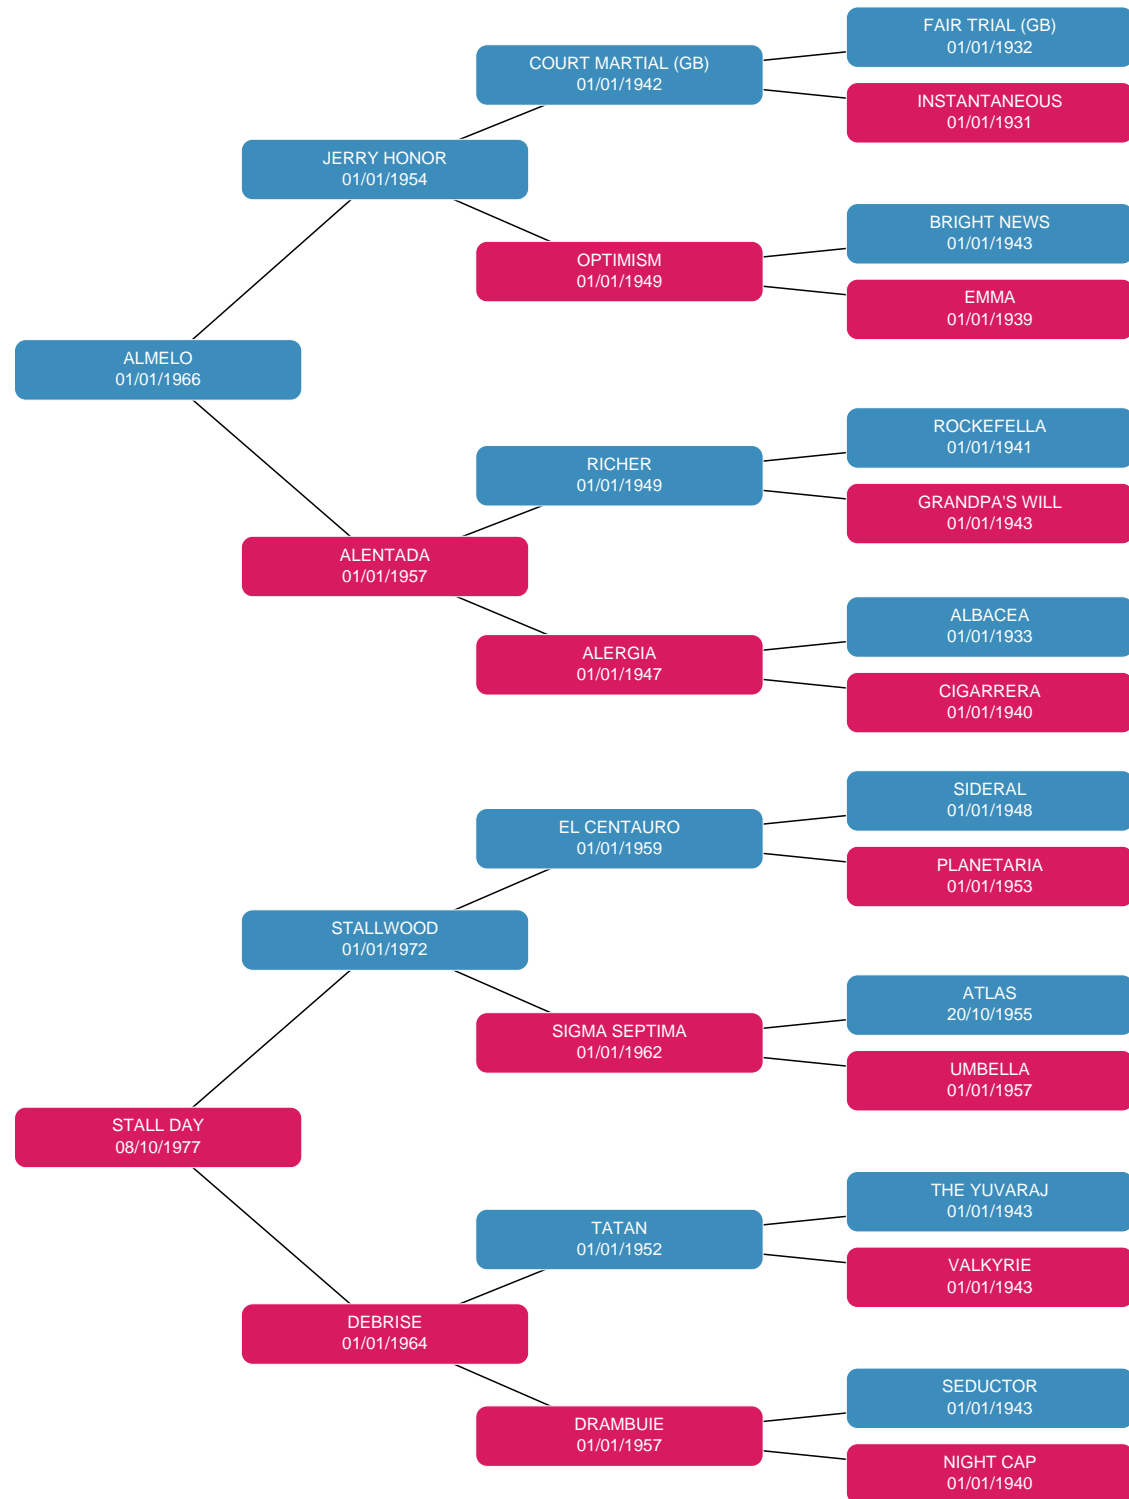 FAIR TRIAL (GB)
01/01/1932
COURT MARTIAL (GB)
01/01/1942
INSTANTANEOUS
01/01/1931
JERRY HONOR
01/01/1954
BRIGHT NEWS
01/01/1943
OPTIMISM
01/01/1949
EMMA
01/01/1939
ALMELO
01/01/1966
ROCKEFELLA
01/01/1941
RICHER
01/01/1949
GRANDPA'S WILL
01/01/1943
ALENTADA
01/01/1957
ALBACEA
01/01/1933
ALERGIA
01/01/1947
CIGARRERA
01/01/1940
SIDERAL
01/01/1948
EL CENTAURO
01/01/1959
PLANETARIA
01/01/1953
STALLWOOD
01/01/1972
ATLAS
20/10/1955
SIGMA SEPTIMA
01/01/1962
UMBELLA
01/01/1957
STALL DAY
08/10/1977
THE YUVARAJ
01/01/1943
TATAN
01/01/1952
VALKYRIE
01/01/1943
DEBRISE
01/01/1964
SEDUCTOR
01/01/1943
DRAMBUIE
01/01/1957
NIGHT CAP
01/01/1940